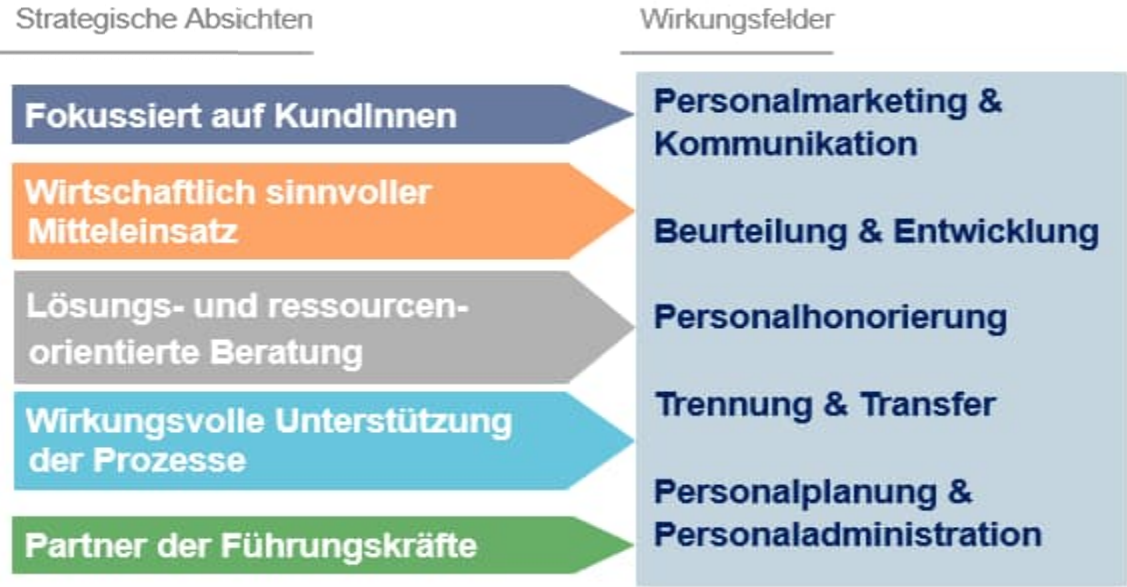 Strategische Absichten
Fokussiert auf KundInnen
Wirtschaftlich sinnvoller
Mitteleinsatz
Lösungs- und ressourcen-
orientierte Beratung
Wirkungsvolle Unterstützung
der Prozesse
Partner der Führungskräfte
Wirkungsfelder
Personalmarketing &
Kommunikation
Beurteilung & Entwicklung
Personalhonorierung
Trennung & Transfer
Personalplanung &
Personaladministration